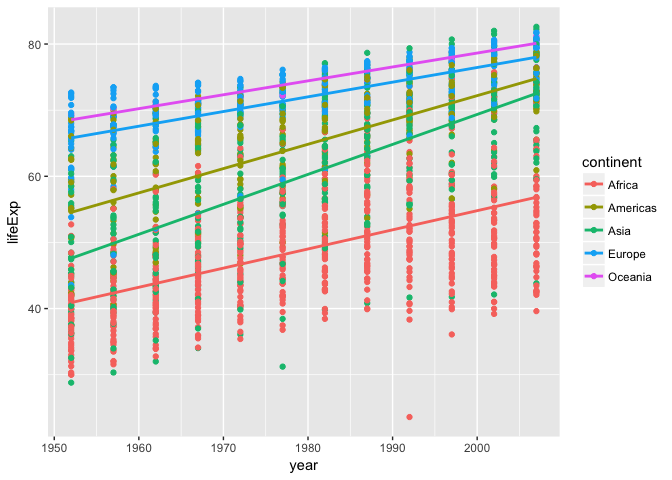 80
60
40
lifeExp
1950 1960 1970 1980 1990 2000
year
continent
Africa
Americas
Asia
Europe
Oceania